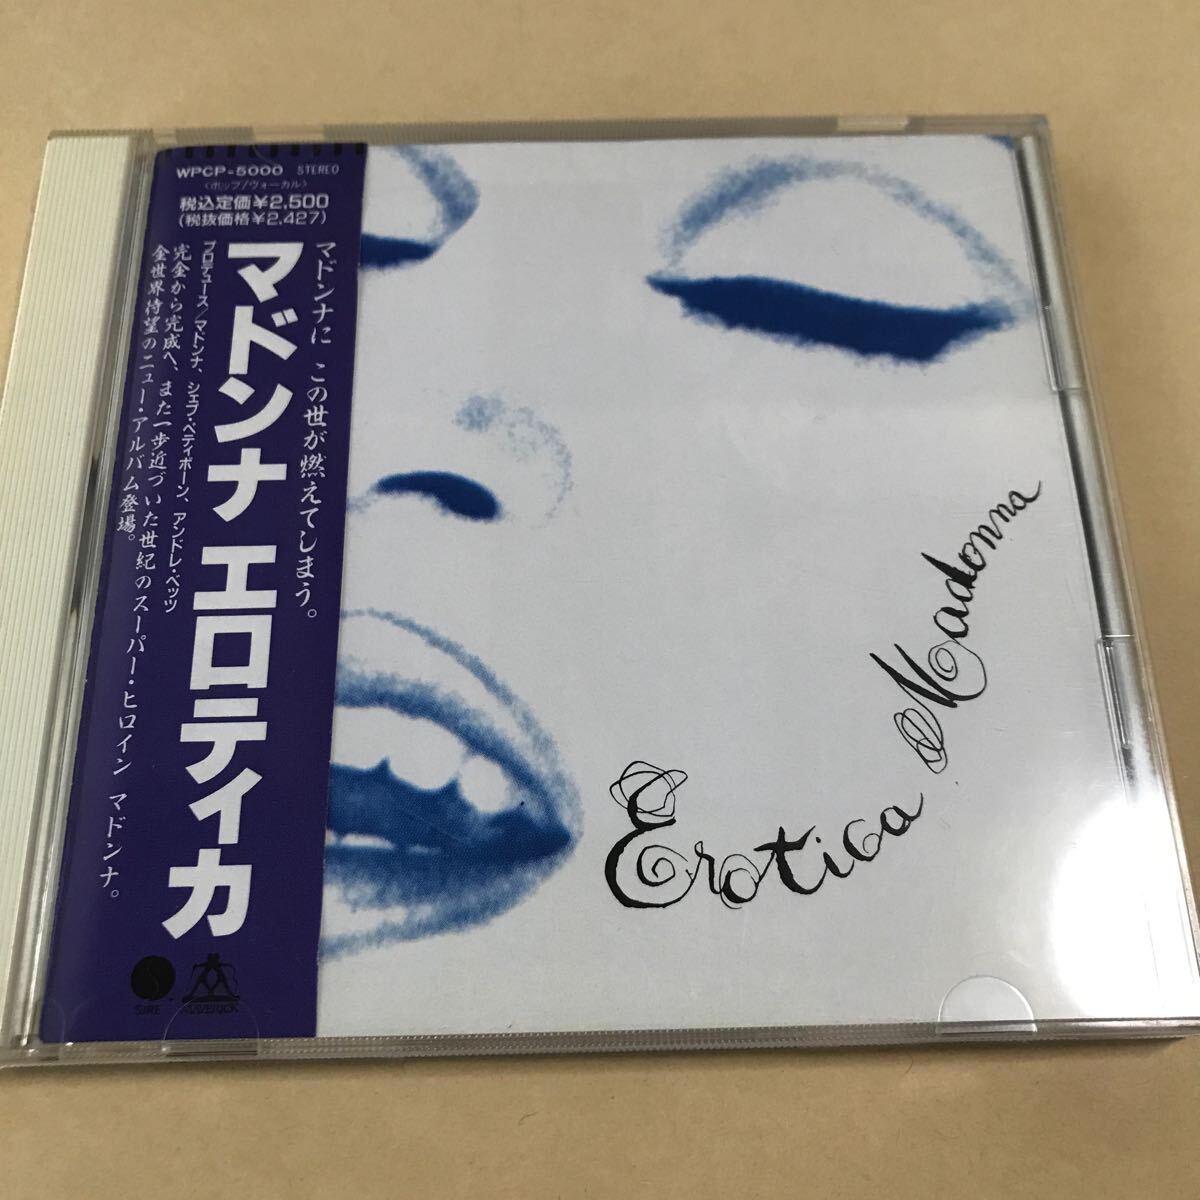 WPCP-5000 STEREO
〈ポップ/ヴォーカル〉
税込定価¥2,500
(税抜価格¥2,427)
マドンナに この世が燃えてしまう。
マドンナ エロティカ
プロデュース/マドンナ、シェプ・ペティボーン、アンドレ・ベッツ
完全から完成へ、また一歩近づいた世紀のスーパー・ヒロイン マドンナ。
全世界待望のニュー・アルバム登場。
SIRE
MAVERICK
Erotica Madonna